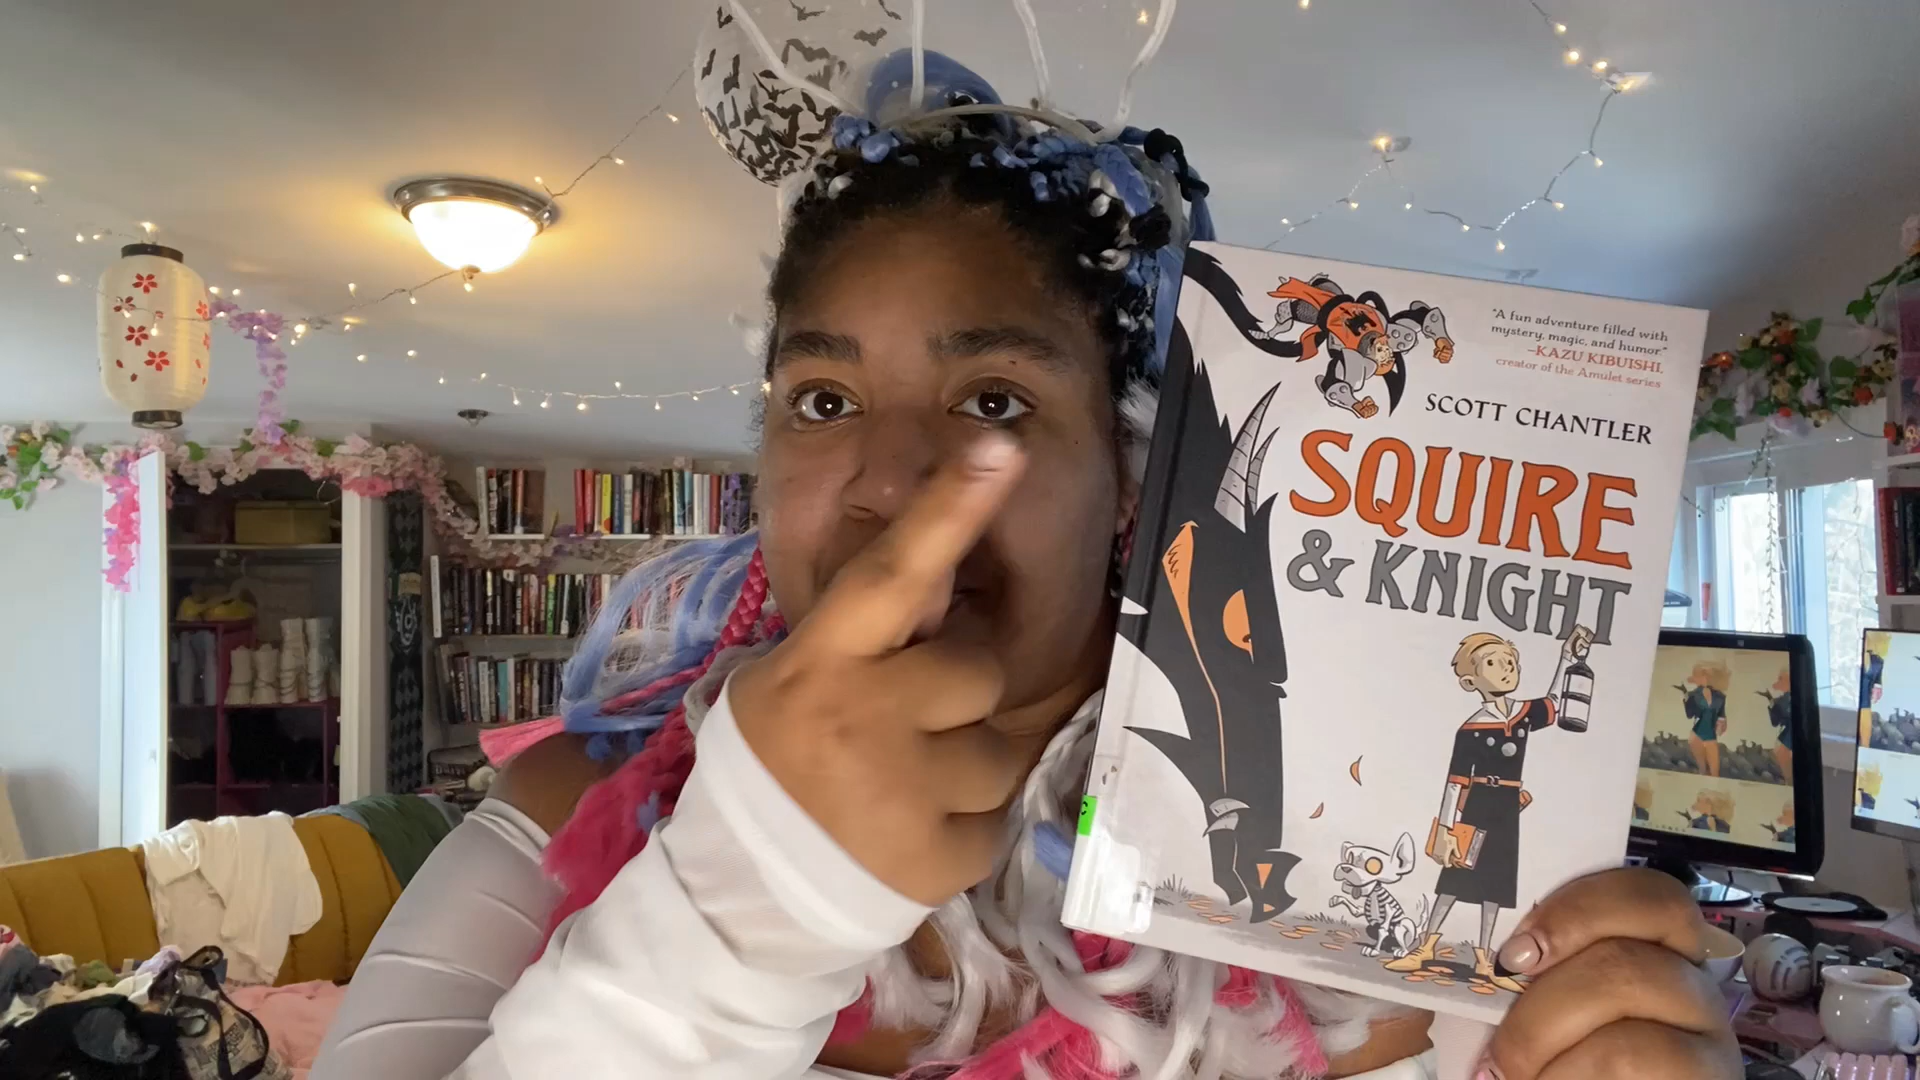 "A fun adventure filled with
mystery, magic, and humor."
–KAZU KIBUISHI,
creator of the Amulet series
SCOTT CHANTLER
SQUIRE
& KNIGHT
C